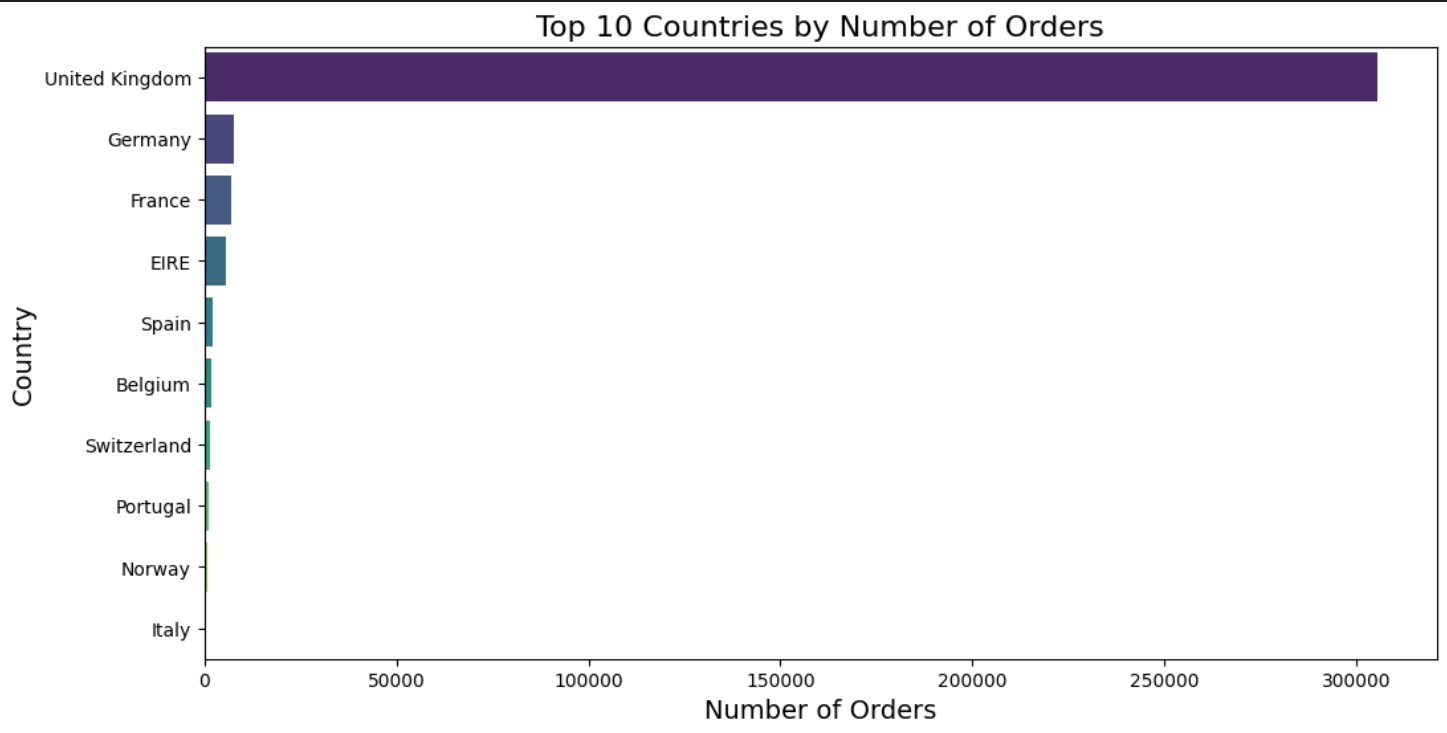 Top 10 Countries by Number of Orders
Country
United Kingdom
Germany
France
EIRE
Spain
Belgium
Switzerland
Portugal
Norway
Italy
0 50000 100000 150000 200000 250000 300000
Number of Orders